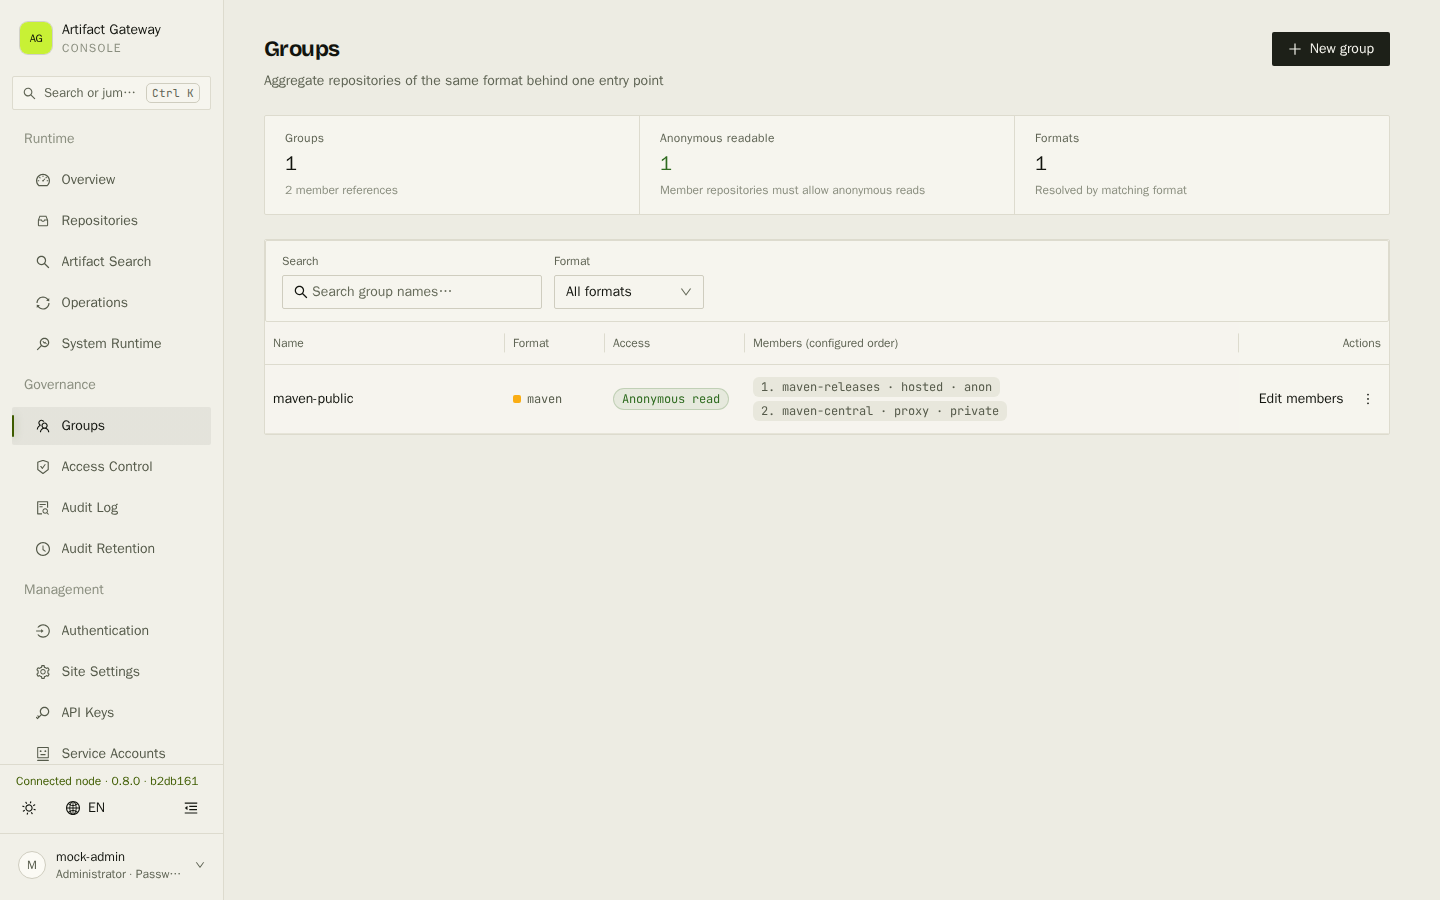 AG
Artifact Gateway
CONSOLE
Search or jum···
Ctrl K
Runtime
Overview
Repositories
Artifact Search
Operations
System Runtime
Governance
Groups
Access Control
Audit Log
Audit Retention
Management
Authentication
Site Settings
API Keys
Service Accounts
Connected node · 0.8.0 · b2db161
EN
M
mock-admin
Administrator · Passw···
Groups
Aggregate repositories of the same format behind one entry point
New group
Groups
1
2 member references
Anonymous readable
1
Member repositories must allow anonymous reads
Formats
1
Resolved by matching format
Search
Search group names···
Format
All formats
Name
Format
Access
Members (configured order)
Actions
maven-public
maven
Anonymous read
1. maven-releases · hosted · anon
2. maven-central · proxy · private
Edit members